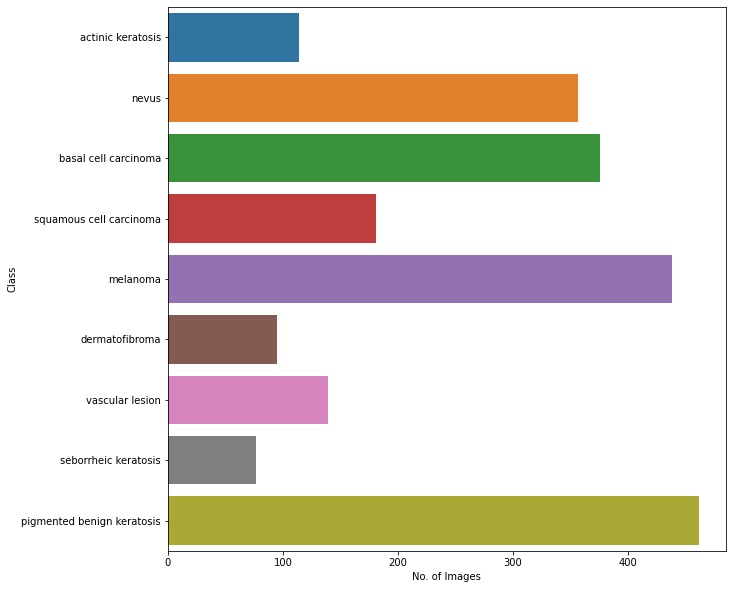 actinic keratosis
nevus
basal cell carcinoma
squamous cell carcinoma
melanoma
dermatofibroma
vascular lesion
seborrheic keratosis
pigmented benign keratosis
Class
0 100 200 300 400
No. of Images